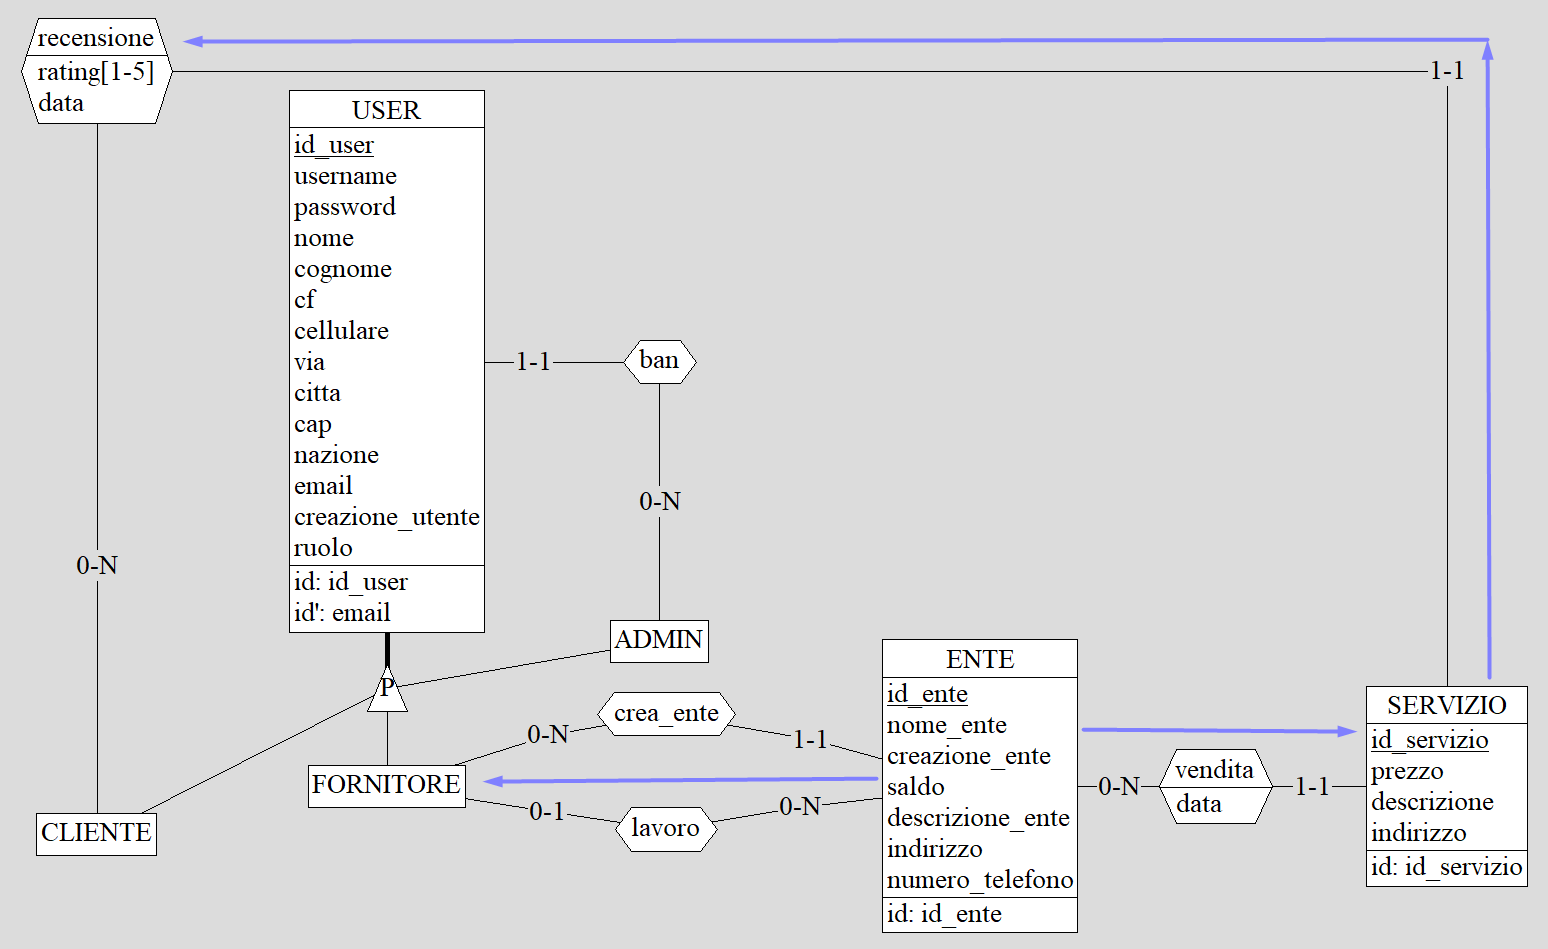 recensione
rating[1-5]
data
1-1
USER
id_user
username
password
nome
cognome
cf
cellulare
via
citta
cap
nazione
email
creazione_utente
ruolo
id: id_user
id': email
1-1
ban
0-N
0-N
ADMIN
P
CLIENTE
FORNITORE
0-N
crea_ente
1-1
0-1
lavoro
0-N
ENTE
id_ente
nome_ente
creazione_ente
saldo
descrizione_ente
indirizzo
numero_telefono
id: id_ente
0-N
vendita
data
1-1
SERVIZIO
id_servizio
prezzo
descrizione
indirizzo
id: id_servizio